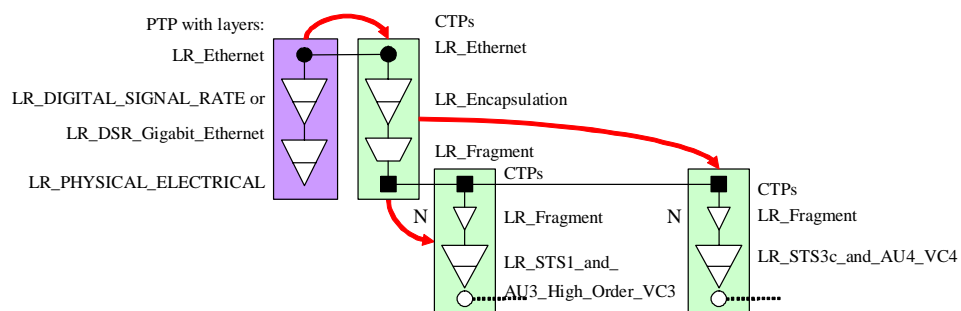 PTP with layers:
CTPs
LR_Ethernet
LR_Ethernet
LR_DIGITAL_SIGNAL_RATE or
LR_Encapsulation
LR_DSR_Gigabit_Ethernet
LR_Fragment
LR_PHYSICAL_ELECTRICAL
CTPs
CTPs
N
LR_Fragment
N
LR_Fragment
LR_STS1_and_
AU3_High_Order_VC3
LR_STS3c_and_AU4_VC4